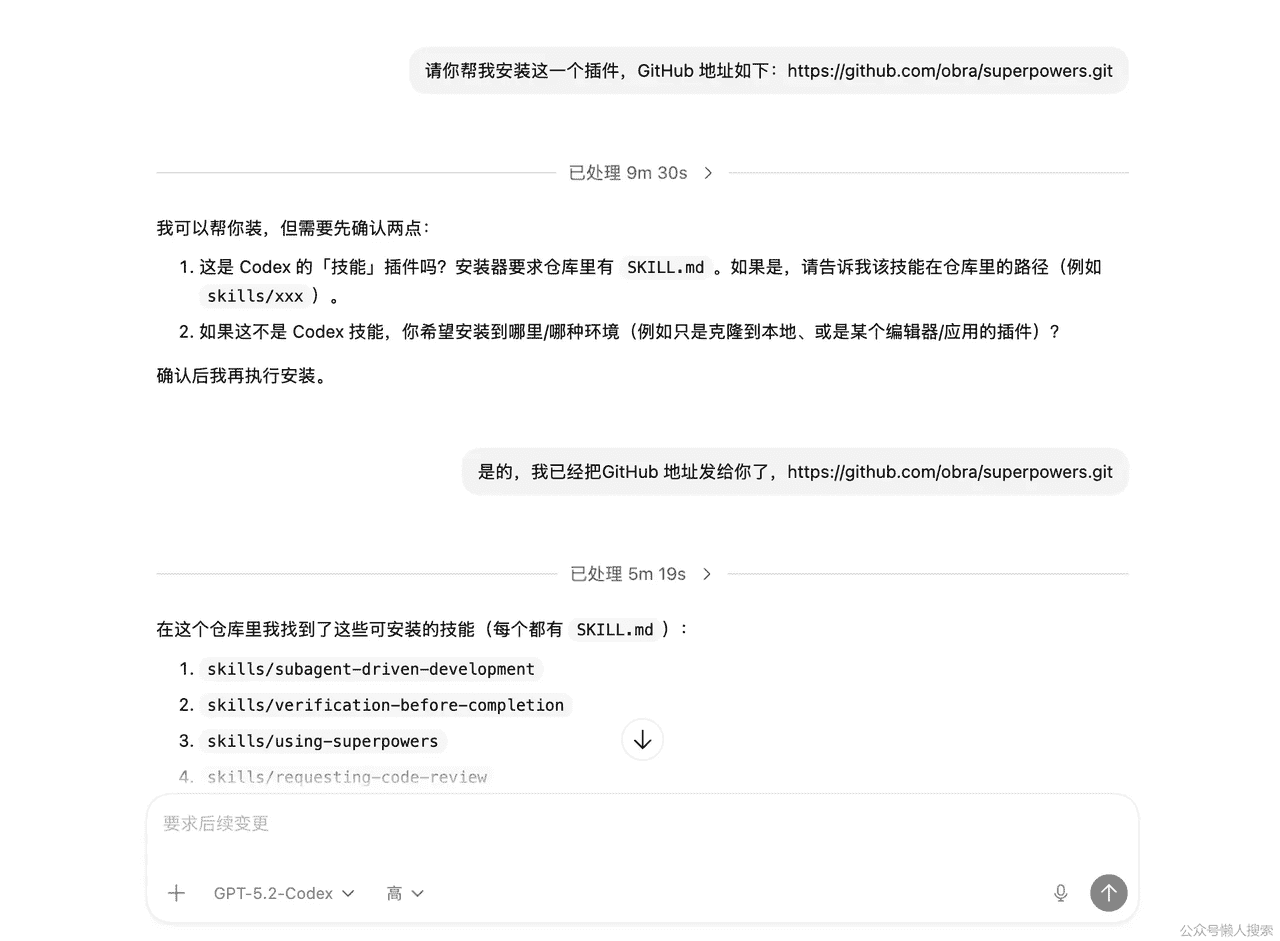 请你帮我安装这一个插件，GitHub 地址如下：https://github.com/obra/superpowers.git
已处理 9m 30s
我可以帮你装，但需要先确认两点：
1. 这是 Codex 的「技能」插件吗？安装器要求仓库里有 SKILL.md 。如果是，请告诉我该技能在仓库里的路径（例如
skills/xxx ）。
2. 如果这不是 Codex 技能，你希望安装到哪里/哪种环境（例如只是克隆到本地、或是某个编辑器/应用的插件）?
确认后我再执行安装。
是的，我已经把GitHub 地址发给你了，https://github.com/obra/superpowers.git
已处理 5m 19s
在这个仓库里我找到了这些可安装的技能（每个都有 SKILL.md ）：
1. skills/subagent-driven-development
2. skills/verification-before-completion
3. skills/using-superpowers
4. skills/requesting-code-review
要求后续变更
GPT-5.2-Codex 高
公众号懒人搜索